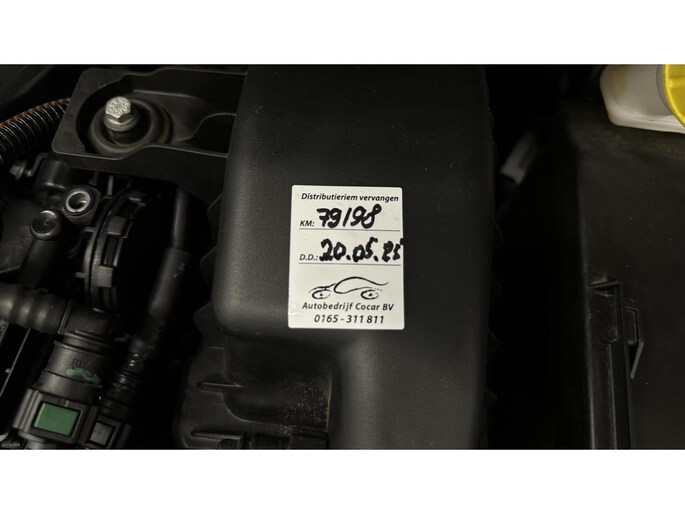 Distributieriem vervangen
KM: 79198
D.D.: 20.05.25
Autobedrijf Cocar BV
0165 - 311 811